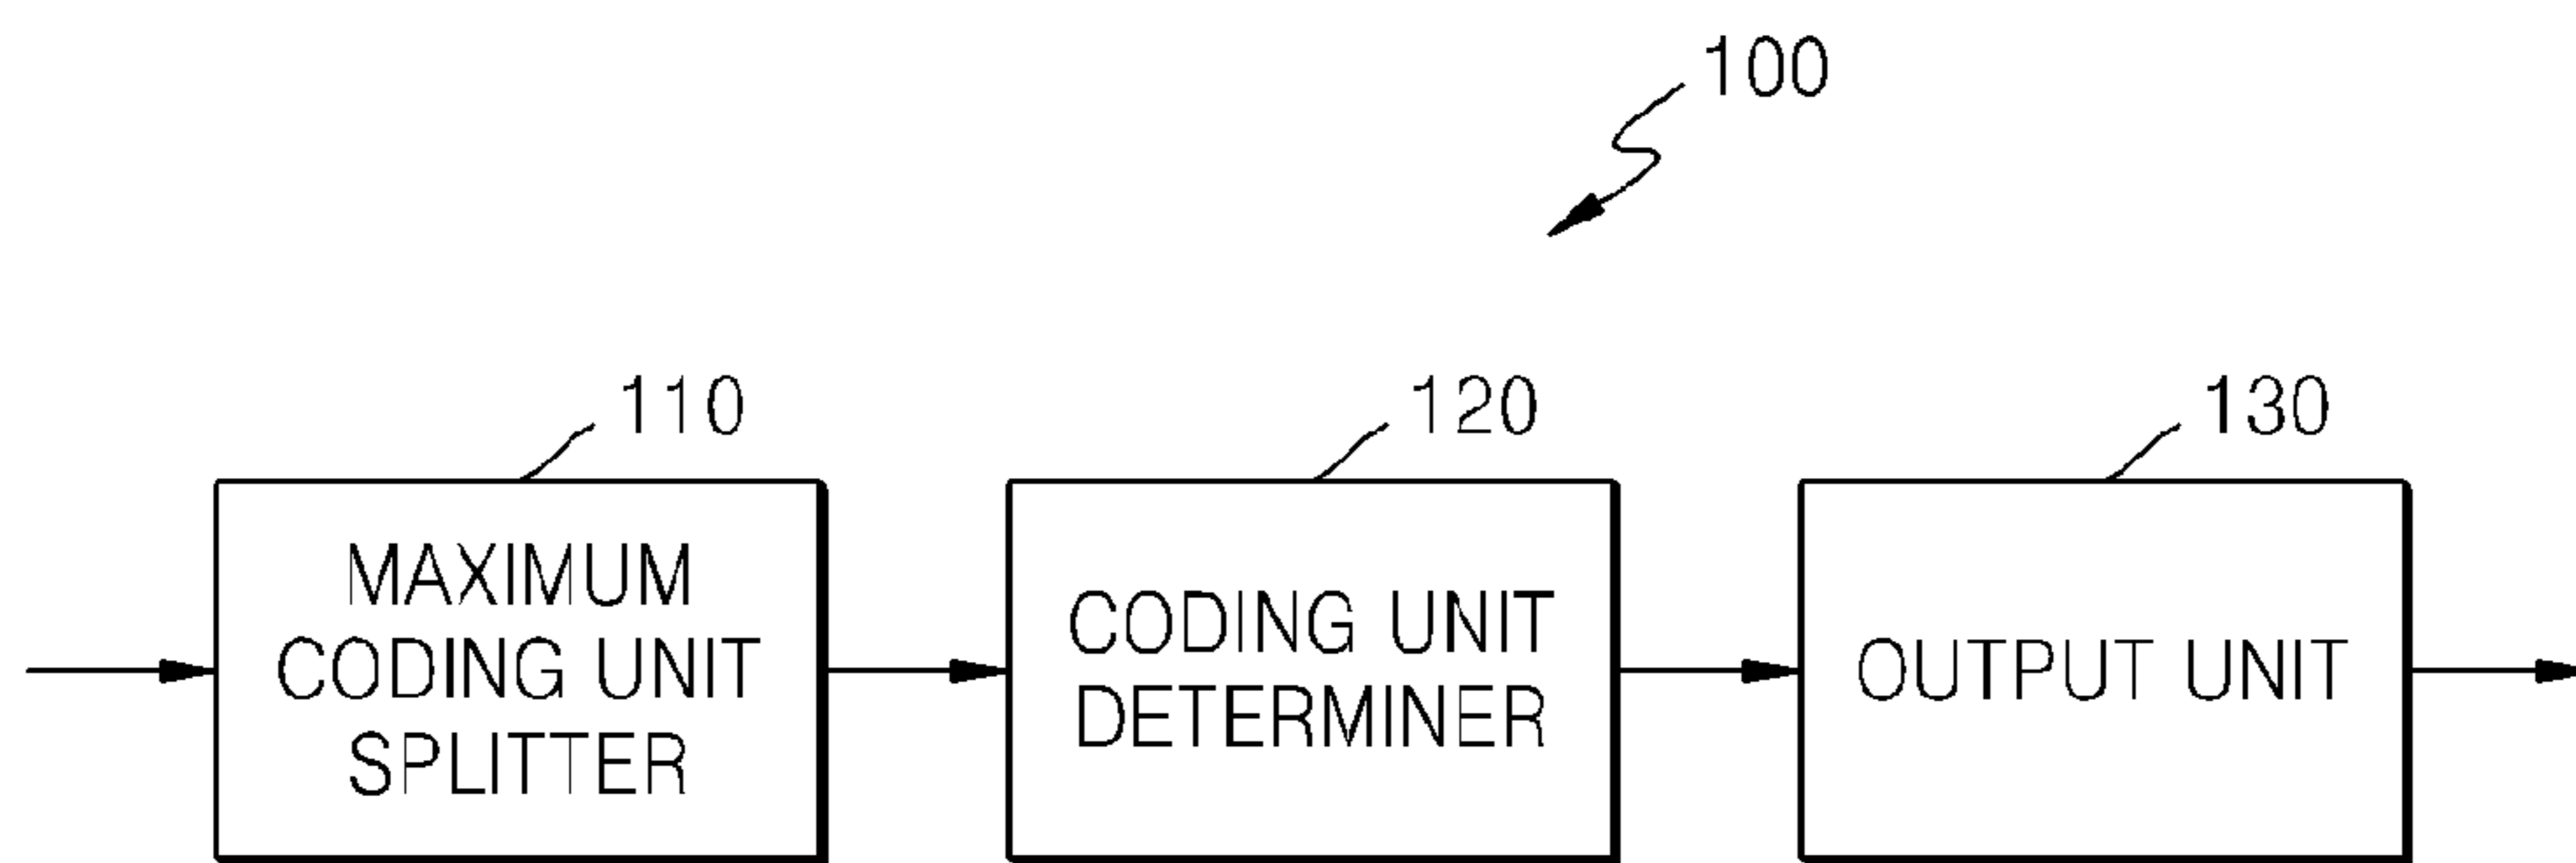 100
110
120
130
MAXIMUM
CODING UNIT
SPLITTER
CODING UNIT
DETERMINER
OUTPUT UNIT